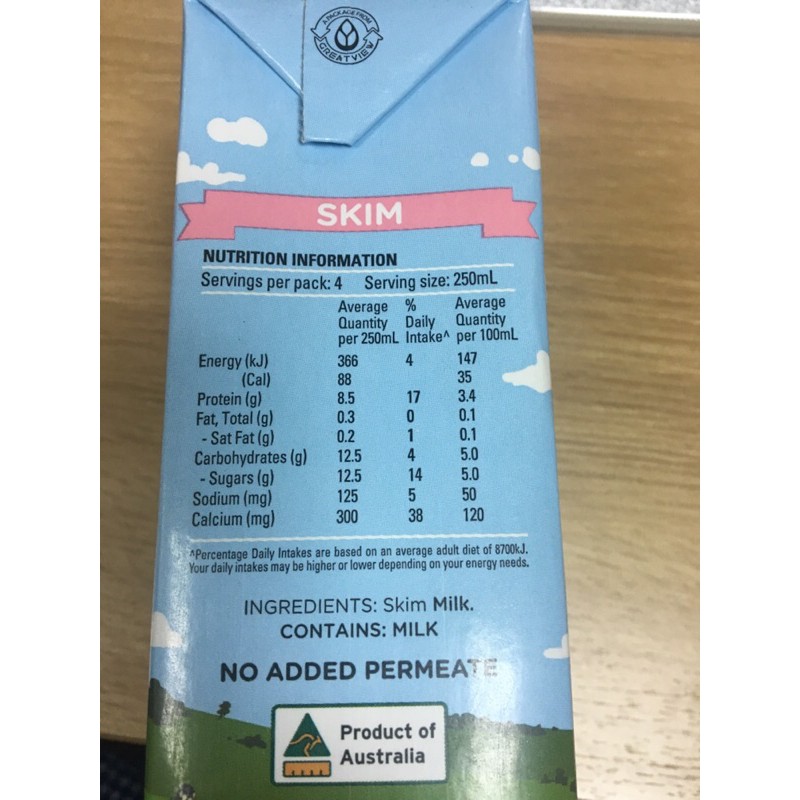 A PACKAGE FROM
GREATVIEW
SKIM
NUTRITION INFORMATION
Servings per pack: 4 Serving size: 250mL
Average % Average
Quantity Daily Quantity
per 250mL Intake^ per 100mL
Energy (kJ) 366 4 147
(Cal) 88 35
Protein (g) 8.5 17 3.4
Fat, Total (g) 0.3 0 0.1
- Sat Fat (g) 0.2 1 0.1
Carbohydrates (g) 12.5 4 5.0
- Sugars (g) 12.5 14 5.0
Sodium (mg) 125 5 50
Calcium (mg) 300 38 120
^Percentage Daily Intakes are based on an average adult diet of 8700kJ.
Your daily intakes may be higher or lower depending on your energy needs.
INGREDIENTS: Skim Milk.
CONTAINS: MILK
NO ADDED PERMEATE
Product of
Australia